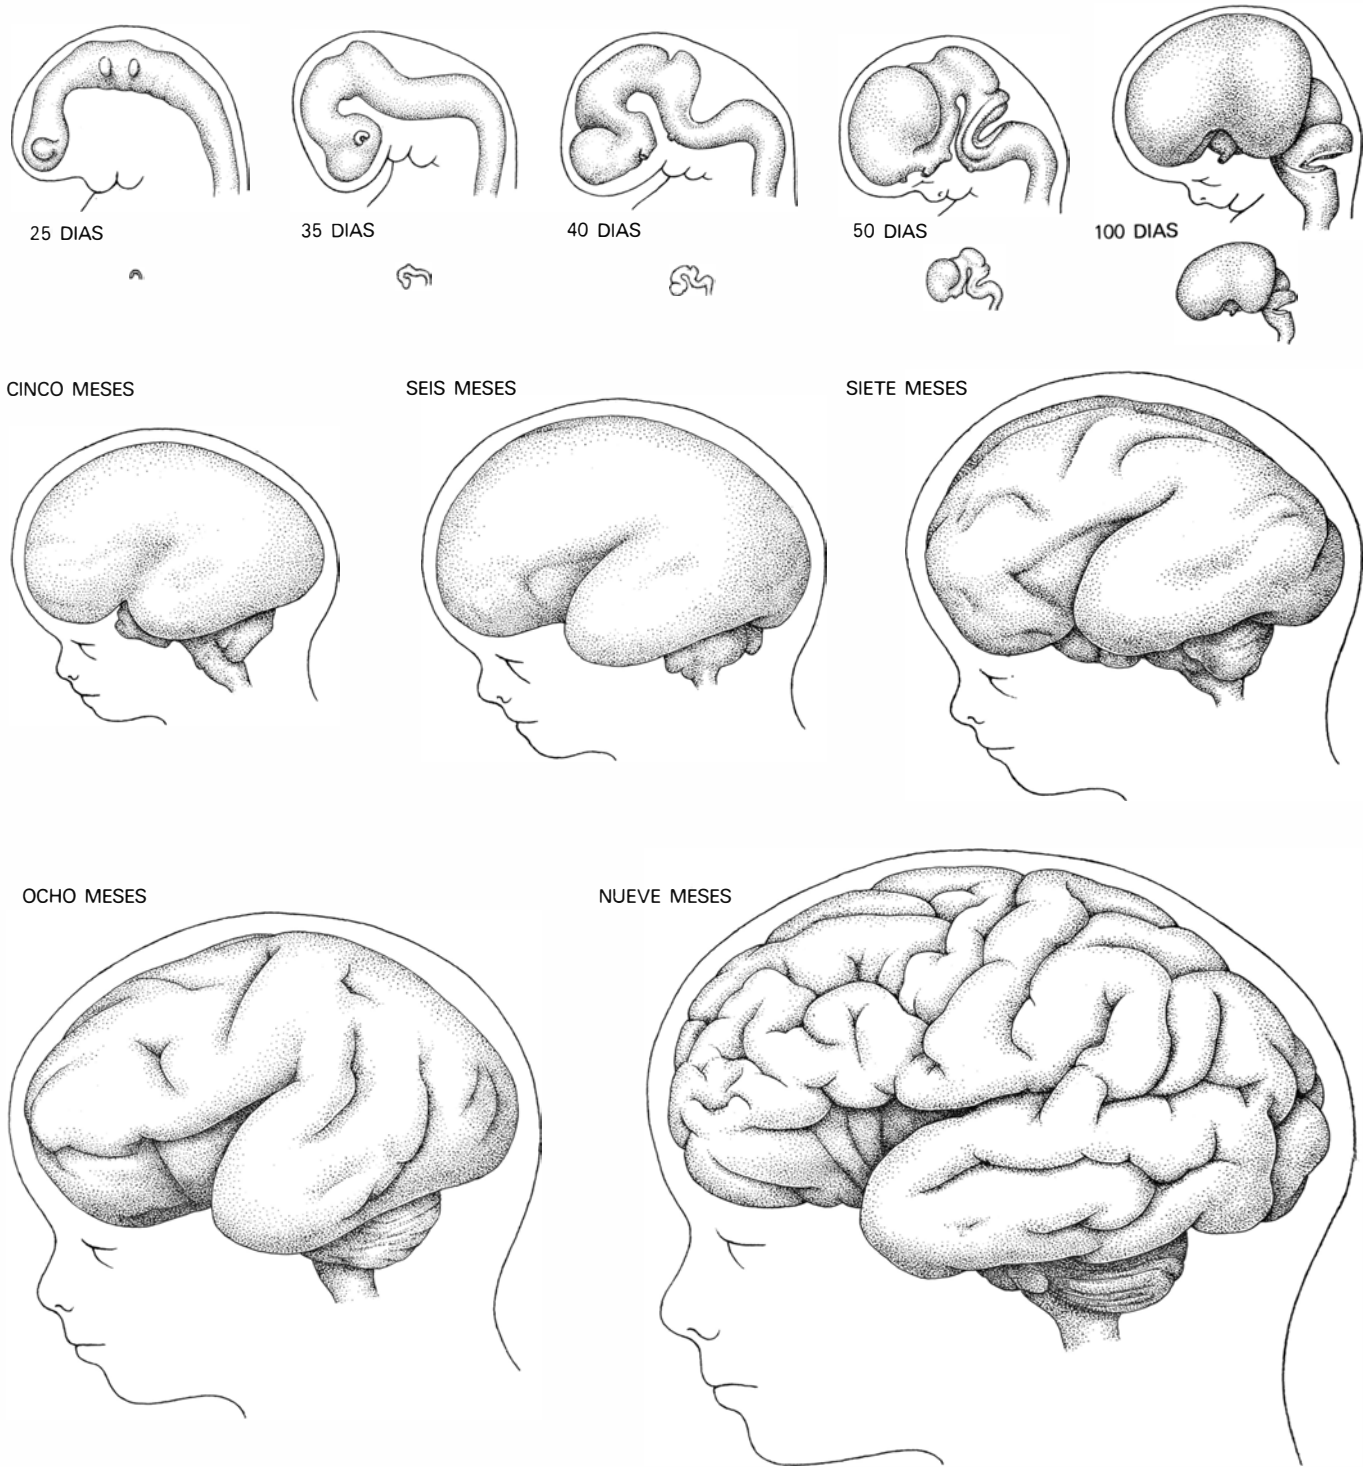 25 DIAS
35 DIAS
40 DIAS
50 DIAS
100 DIAS
CINCO MESES
SEIS MESES
SIETE MESES
OCHO MESES
NUEVE MESES